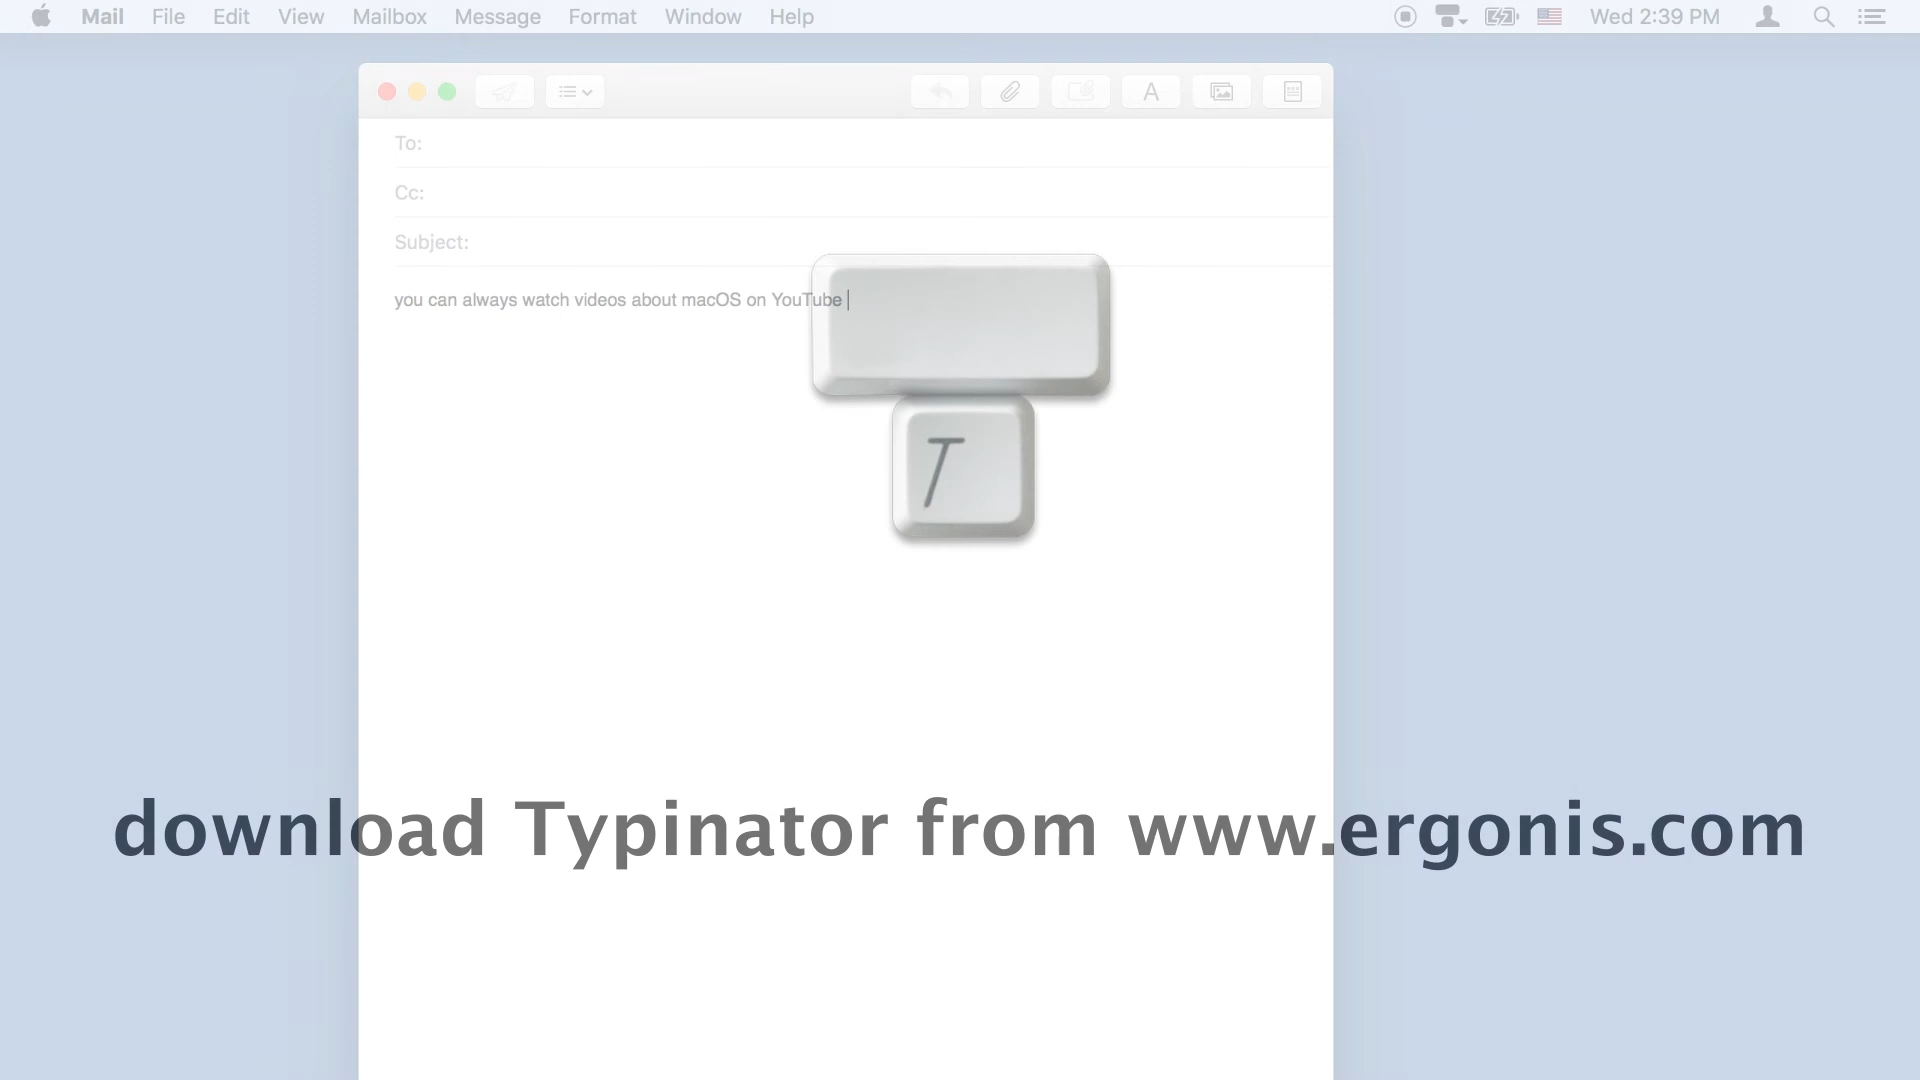 Mail File Edit View Mailbox Message Format Window Help Wed 2:39 PM
A
To:
Cc:
Subject:
you can always watch videos about macOS on YouTube
T
download Typinator from www.ergonis.com